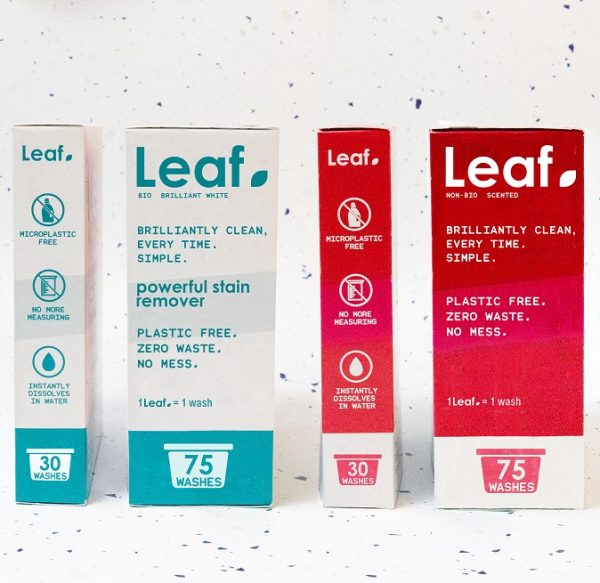 Leaf.
MICROPLASTIC
FREE
NO MORE
MEASURING
INSTANTLY
DISSOLVES
IN WATER
30
WASHES
Leaf.
BIO BRILLIANT WHITE
BRILLIANTLY CLEAN,
EVERY TIME.
SIMPLE.
powerful stain
remover
PLASTIC FREE.
ZERO WASTE.
NO MESS.
1Leaf. = 1 wash
75
WASHES
Leaf.
MICROPLASTIC
FREE
NO MORE
MEASURING
INSTANTLY
DISSOLVES
IN WATER
30
WASHES
Leaf.
NON-BIO SCENTED
BRILLIANTLY CLEAN,
EVERY TIME.
SIMPLE.
PLASTIC FREE.
ZERO WASTE.
NO MESS.
1Leaf. = 1 wash
75
WASHES